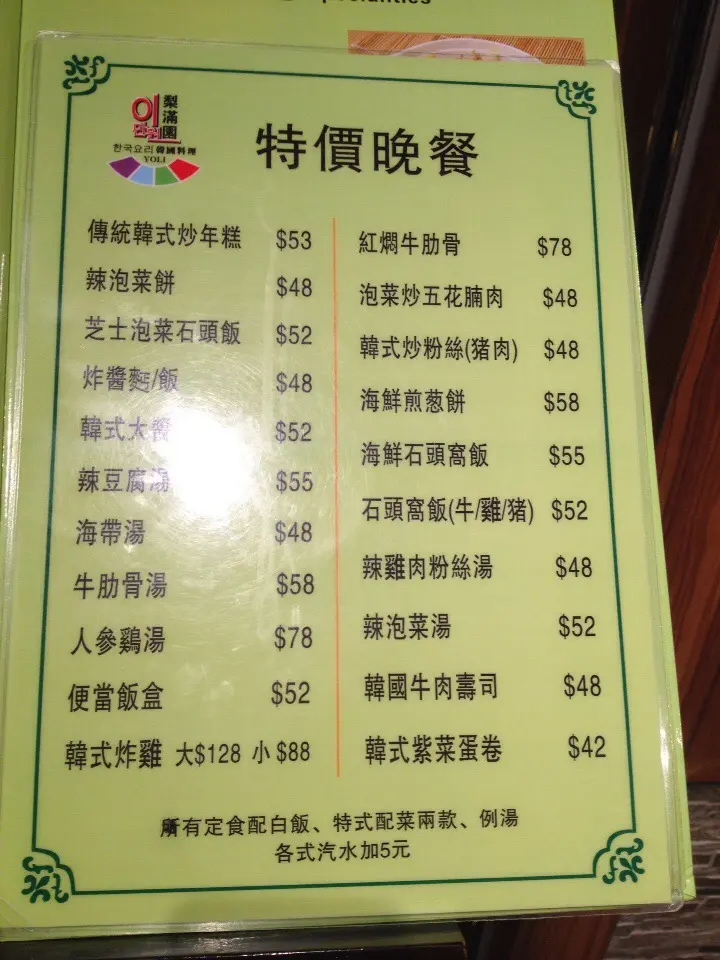 이
만원
梨滿園
한국요리韓國料理
YOLI
特價晚餐
傳統韓式炒年糕 $53
辣泡菜餅 $48
芝士泡菜石頭飯 $52
炸醬麵/飯 $48
韓式大醬 $52
辣豆腐湯 $55
海帶湯 $48
牛肋骨湯 $58
人參鷄湯 $78
便當飯盒 $52
韓式炸雞 大$128 小$88
紅燜牛肋骨 $78
泡菜炒五花腩肉 $48
韓式炒粉絲(猪肉) $48
海鮮煎葱餅 $58
海鮮石頭窩飯 $55
石頭窩飯(牛/雞/猪) $52
辣雞肉粉絲湯 $48
辣泡菜湯 $52
韓國牛肉壽司 $48
韓式紫菜蛋卷 $42
所有定食配白飯、特式配菜兩款、例湯
各式汽水加5元